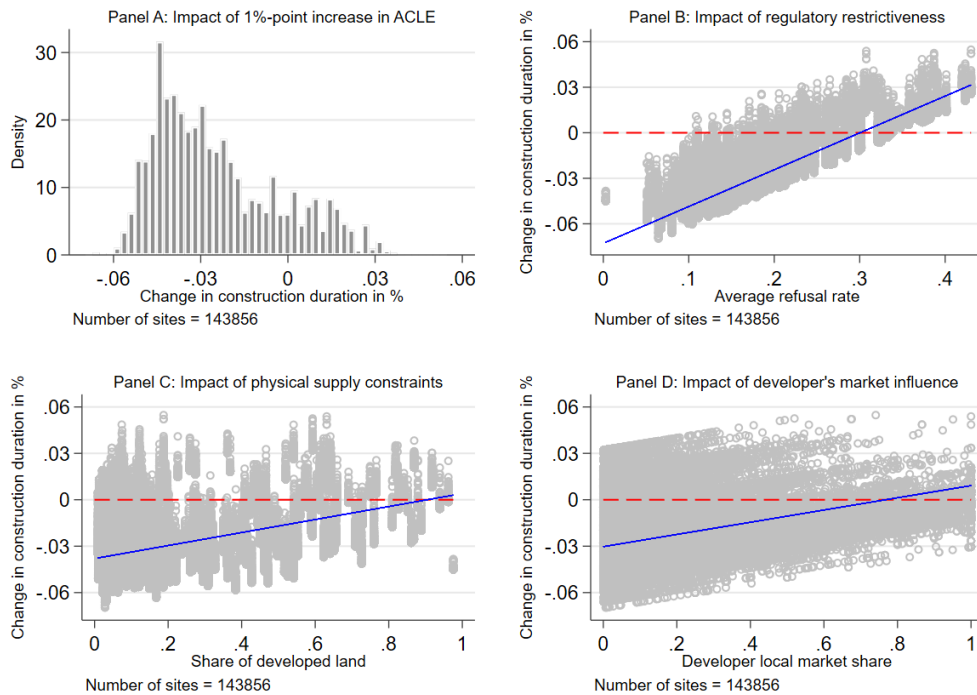 Panel A: Impact of 1%-point increase in ACLE
Density
30
20
10
0
-.06 -.03 0 .03 .06
Change in construction duration in %
Number of sites = 143856
Panel B: Impact of regulatory restrictiveness
Change in construction duration in %
.06
.03
0
-.03
-.06
0 .1 .2 .3 .4
Average refusal rate
Number of sites = 143856
Panel C: Impact of physical supply constraints
Change in construction duration in %
.06
.03
0
-.03
-.06
0 .2 .4 .6 .8 1
Share of developed land
Number of sites = 143856
Panel D: Impact of developer's market influence
Change in construction duration in %
.06
.03
0
-.03
-.06
0 .2 .4 .6 .8 1
Developer local market share
Number of sites = 143856